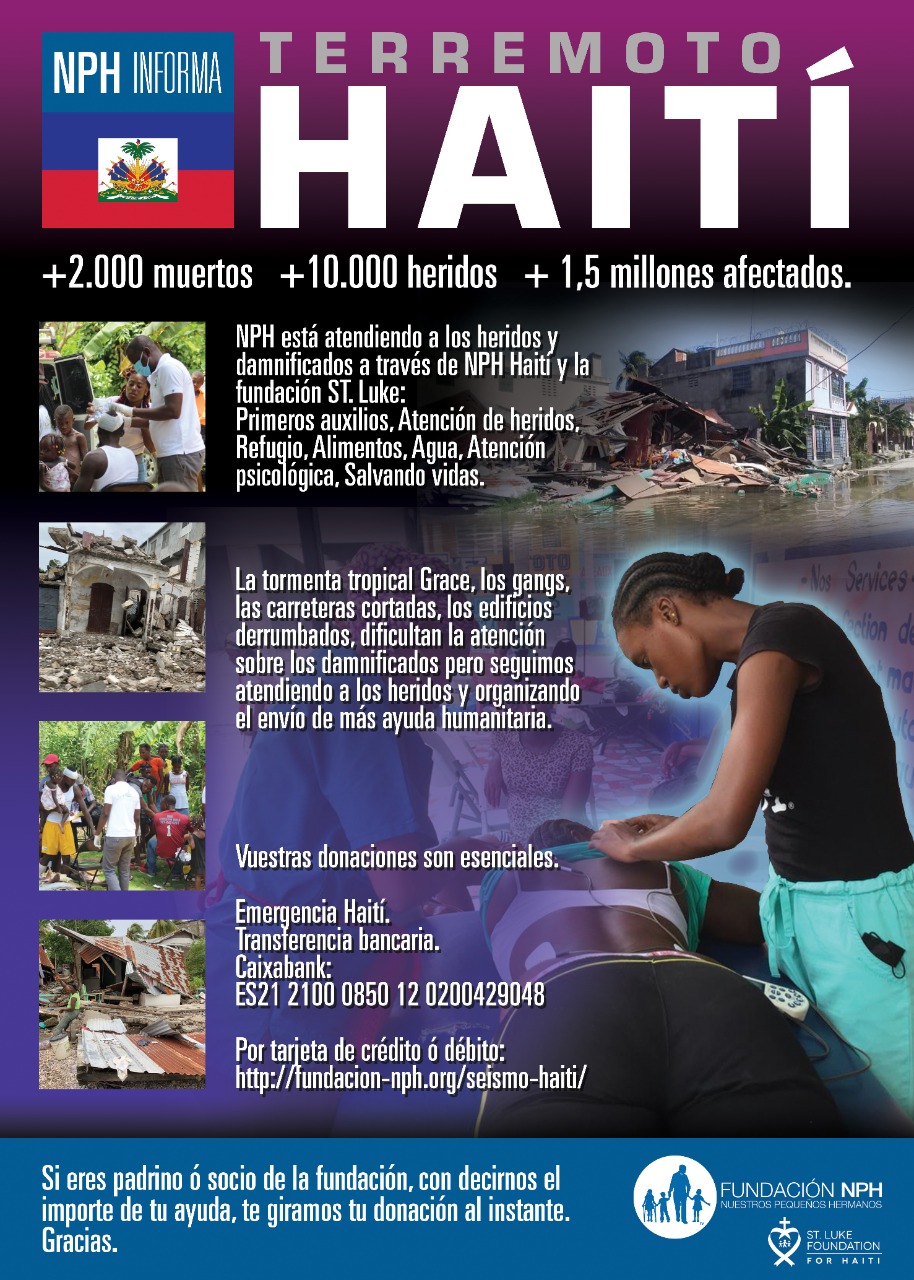 NPH INFORMA
TERREMOTO
HAITÍ
+2.000 muertos +10.000 heridos + 1,5 millones afectados.
NPH está atendiendo a los heridos y
damnificados a través de NPH Haití y la
fundación ST. Luke:
Primeros auxilios, Atención de heridos,
Refugio, Alimentos, Agua, Atención
psicológica, Salvando vidas.
La tormenta tropical Grace, los gangs,
las carreteras cortadas, los edificios
derrumbados, dificultan la atención
sobre los damnificados pero seguimos
atendiendo a los heridos y organizando
el envío de más ayuda humanitaria.
Nos Services
Vuestras donaciones son esenciales.
Emergencia Haití.
Transferencia bancaria.
Caixabank:
ES21 2100 0850 12 0200429048
Por tarjeta de crédito ó débito:
http://fundacion-nph.org/seismo-haiti/
Si eres padrino ó socio de la fundación, con decirnos el
importe de tu ayuda, te giramos tu donación al instante.
Gracias.
FUNDACIÓN NPH
NUESTROS PEQUEÑOS HERMANOS
ST. LUKE
FOUNDATION
FOR HAITI